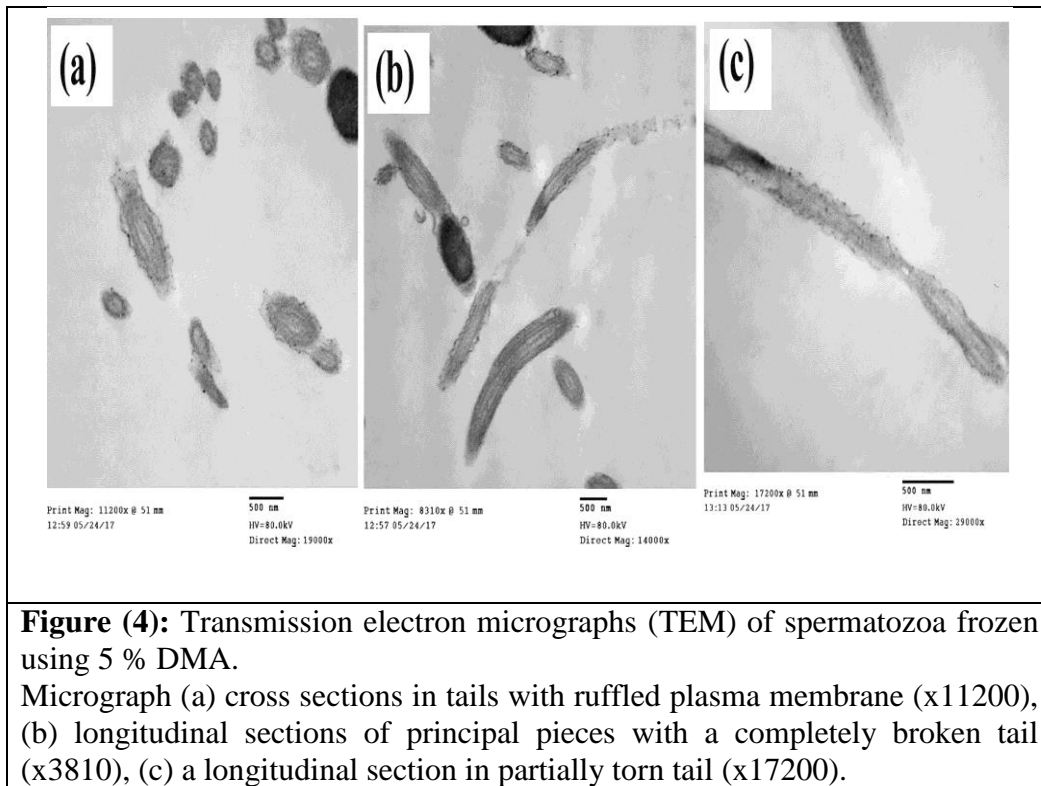 (a)
(b)
(c)
Print Mag: 11200x @ 51 mm
12:59 05/24/17
500 nm
HV=80.0kV
Direct Mag: 19000x
Print Mag: 8310x @ 51 mm
12:57 05/24/17
500 nm
HV=80.0kV
Direct Mag: 14000x
Print Mag: 17200x @ 51 mm
13:13 05/24/17
500 nm
HV=80.0kV
Direct Mag: 29000x
Figure (4): Transmission electron micrographs (TEM) of spermatozoa frozen
using 5 % DMA.
Micrograph (a) cross sections in tails with ruffled plasma membrane (x11200),
(b) longitudinal sections of principal pieces with a completely broken tail
(x3810), (c) a longitudinal section in partially torn tail (x17200).